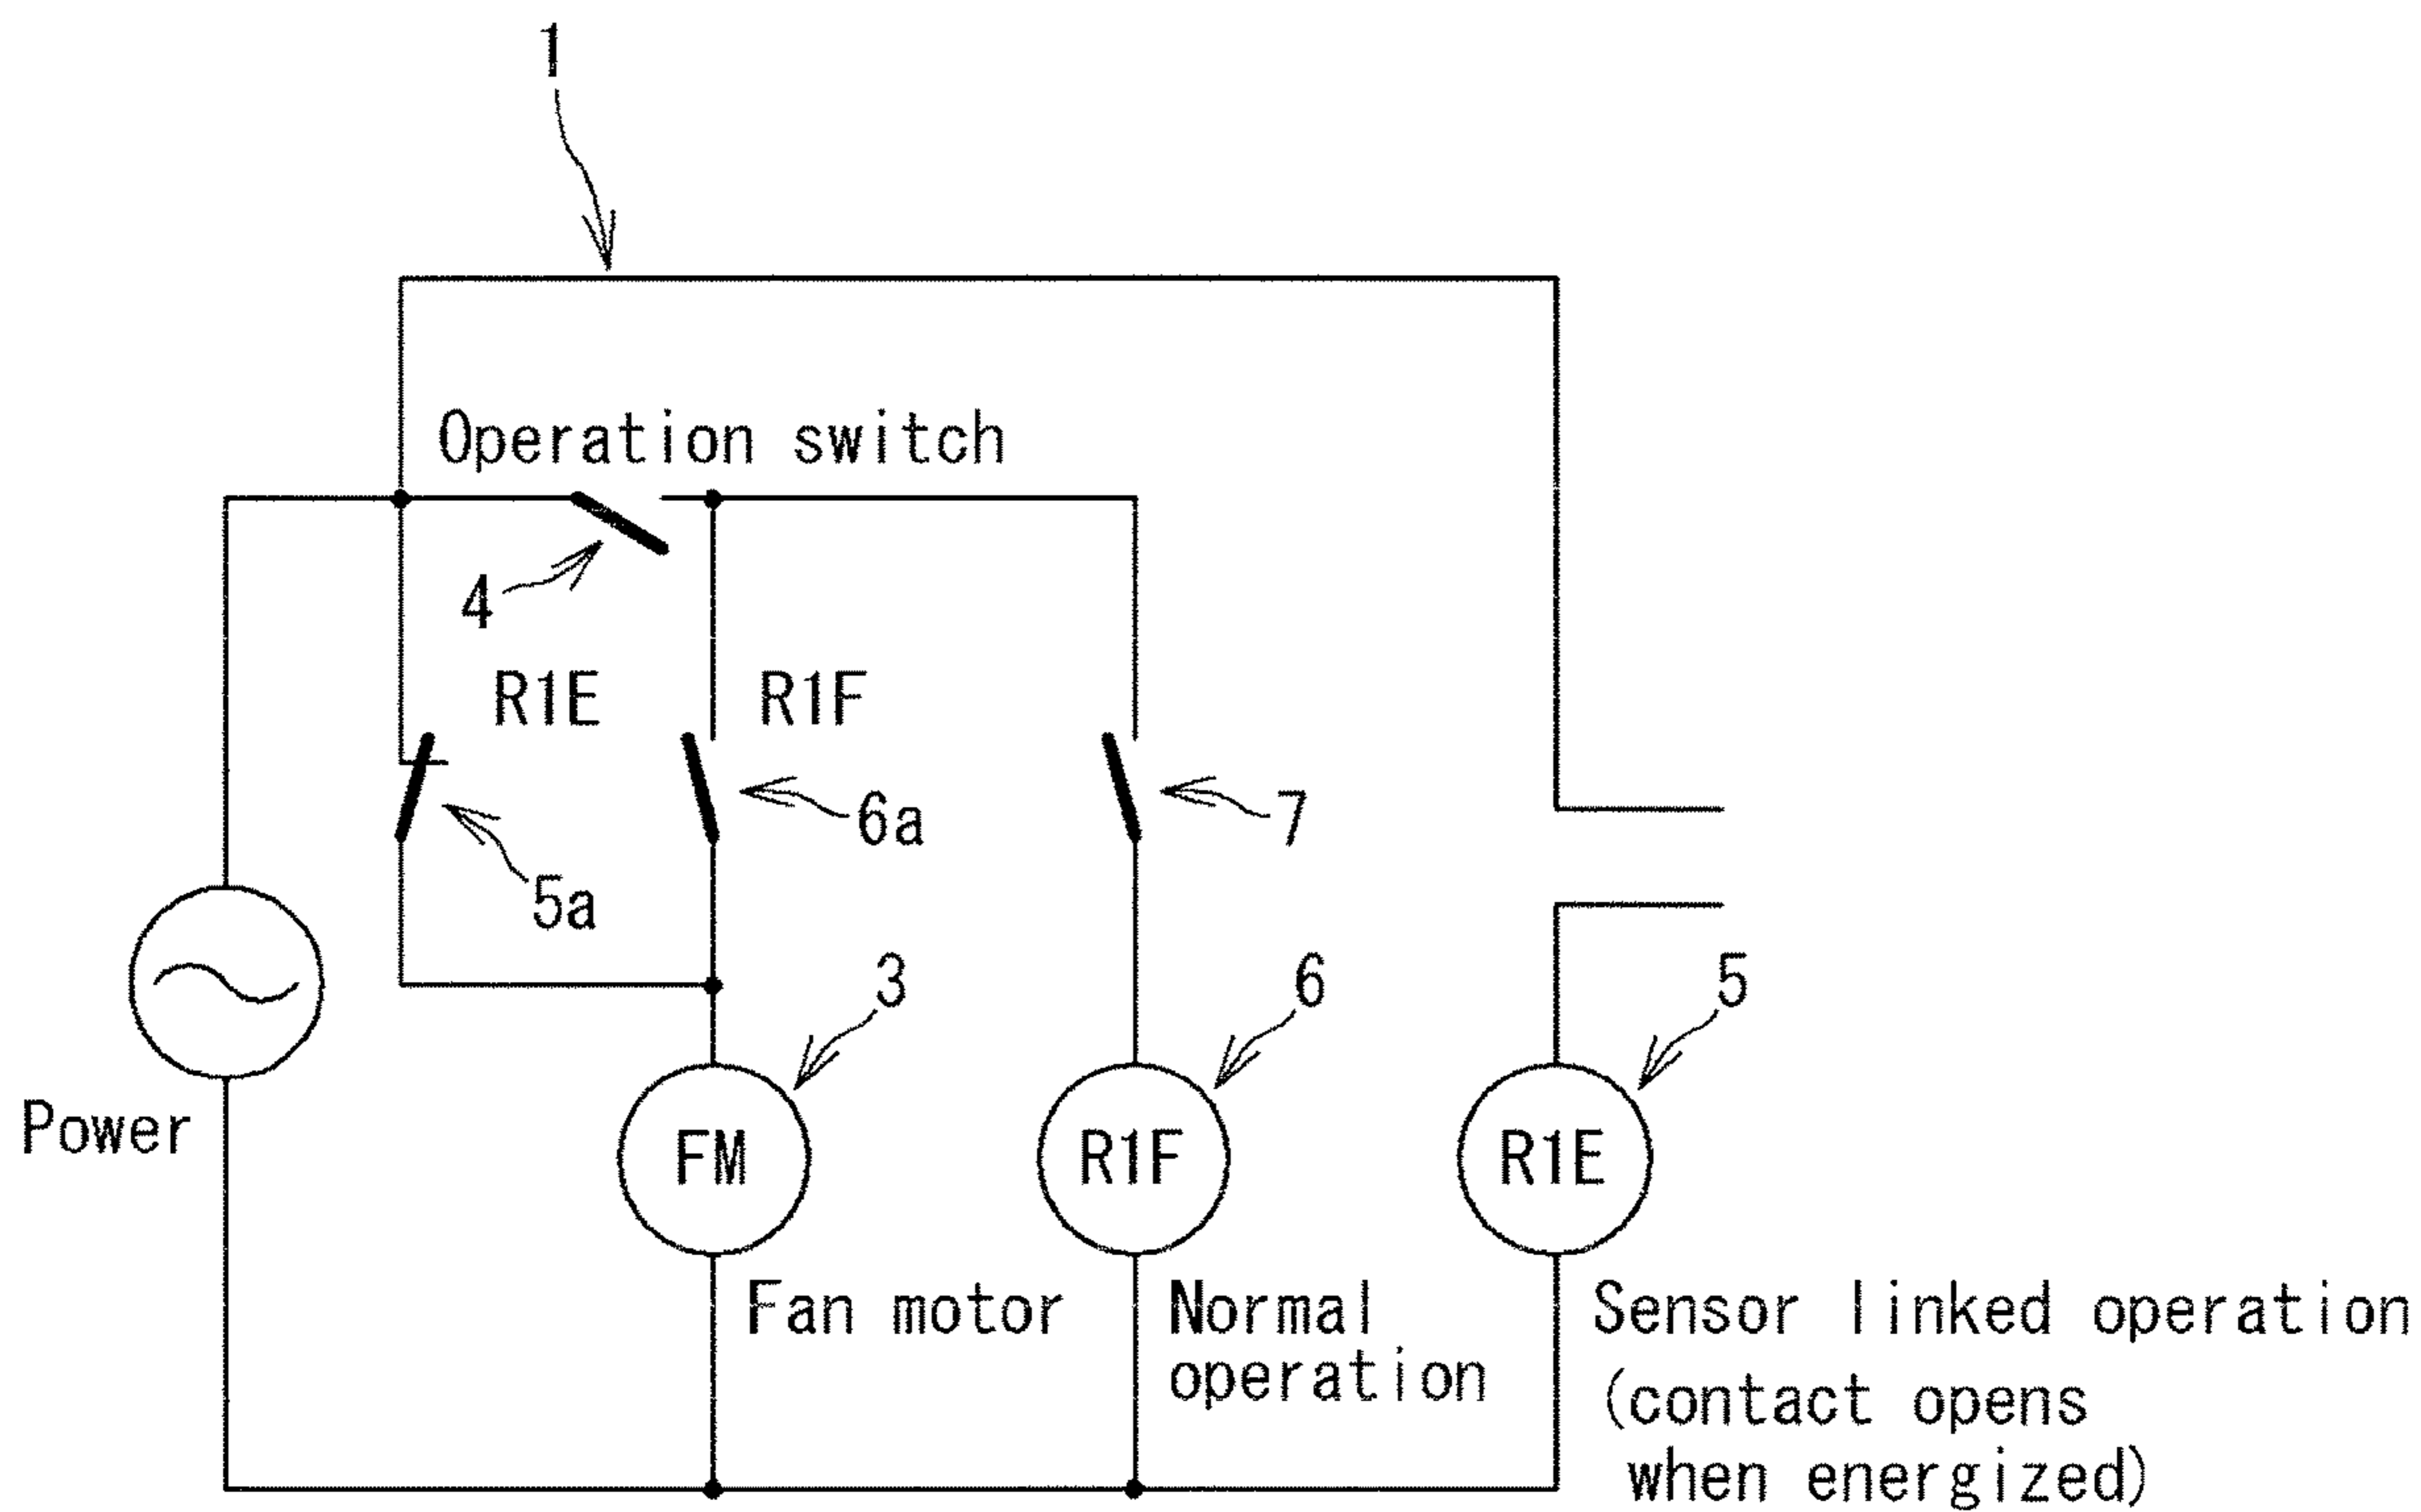 1
Operation switch
4
R1E
R1F
6a
7
5a
3
6
5
Power
FM
R1F
R1E
Fan motor
Normal
operation
Sensor linked operation
(contact opens
when energized)